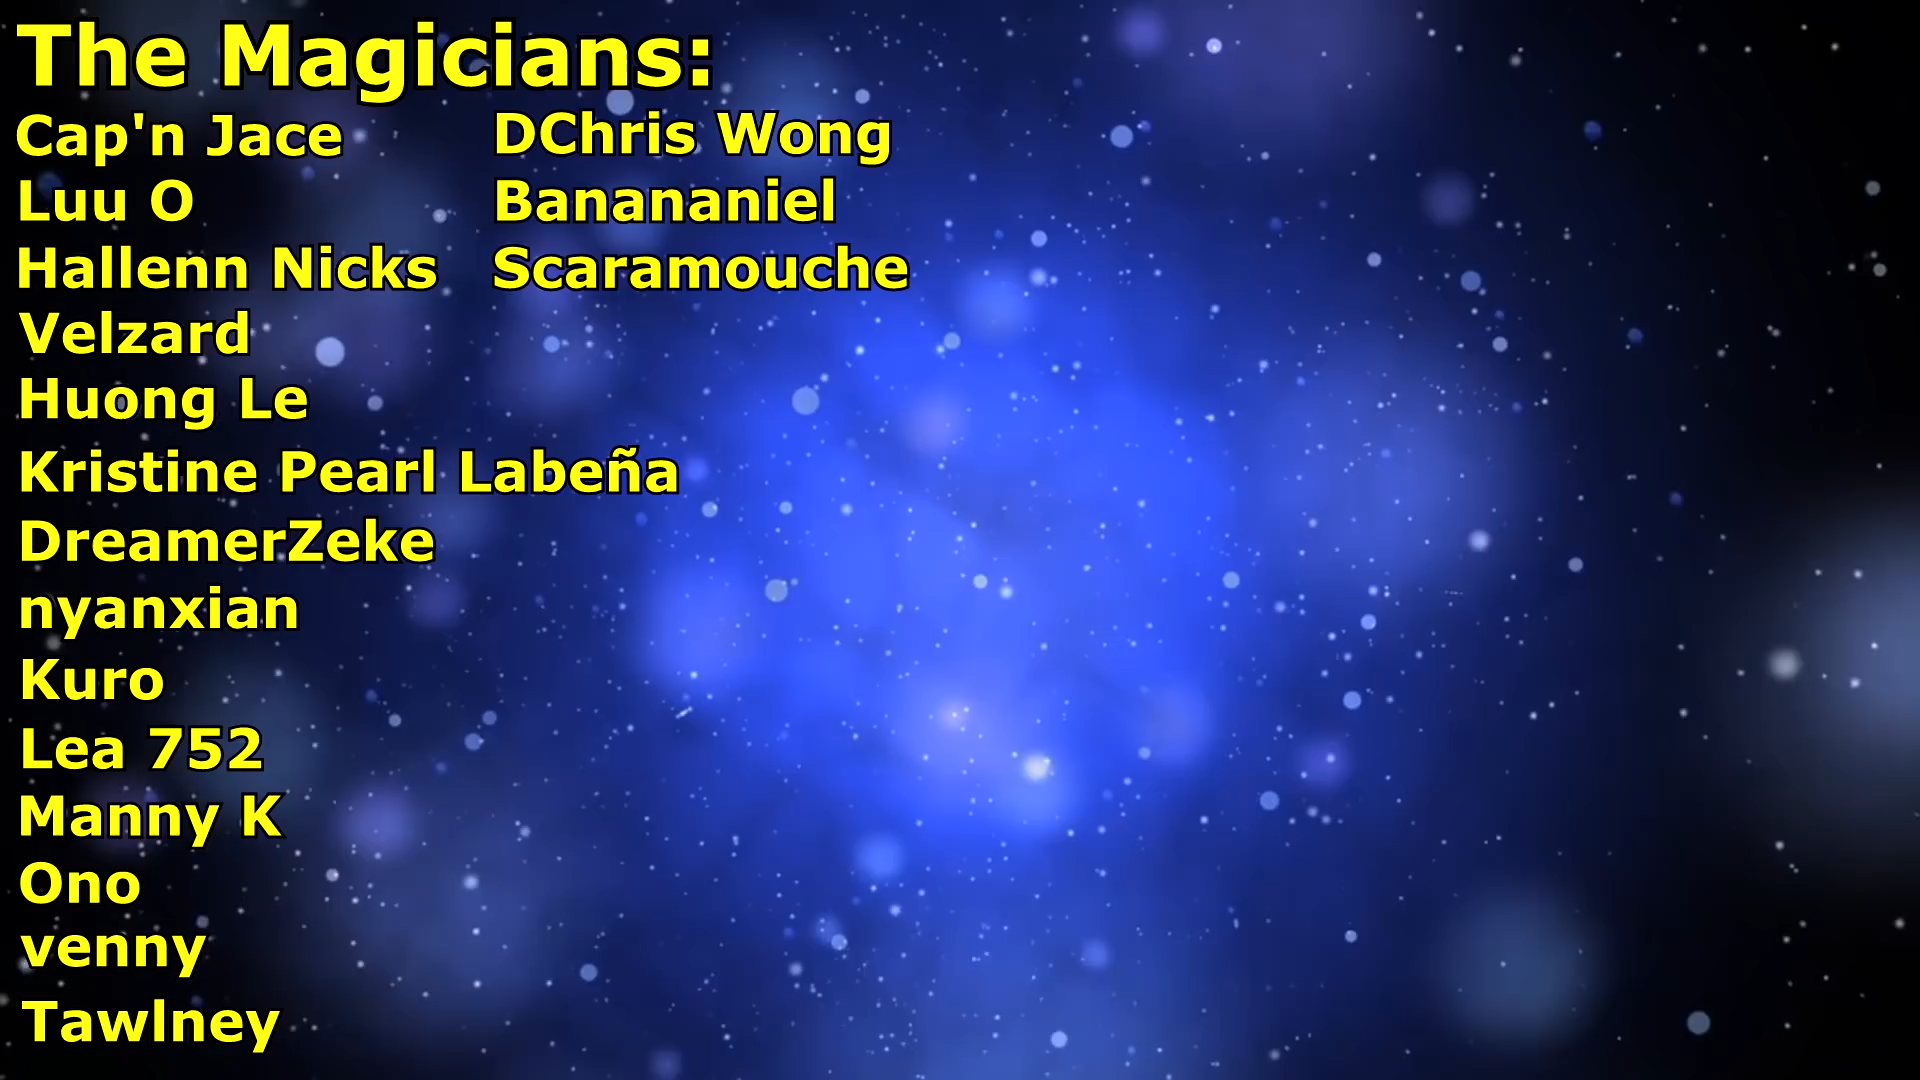 The Magicians:
Cap'n Jace
Luu O
Hallenn Nicks
Velzard
Huong Le
Kristine Pearl Labeña
DreamerZeke
nyanxian
Kuro
Lea 752
Manny K
Ono
venny
Tawlney
DChris Wong
Banananiel
Scaramouche